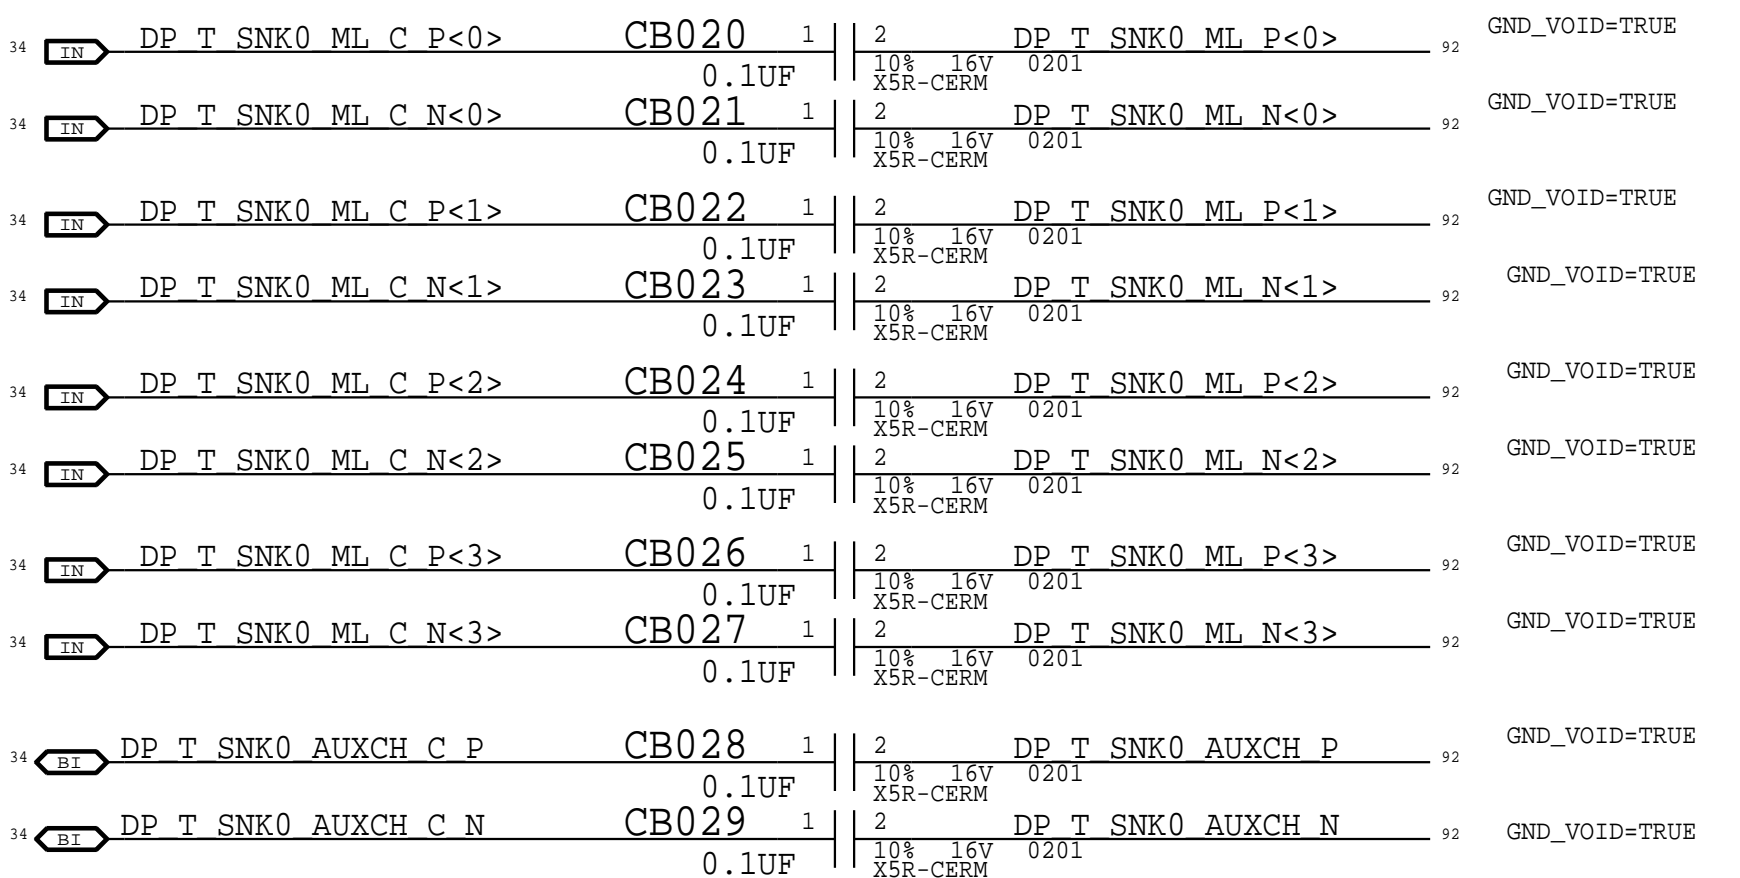 34 IN DP_T_SNK0_ML_C_P<0> CB020 1 2 DP_T_SNK0_ML_P<0> 92 GND_VOID=TRUE
0.1UF 10% 16V 0201
X5R-CERM
34 IN DP_T_SNK0_ML_C_N<0> CB021 1 2 DP_T_SNK0_ML_N<0> 92 GND_VOID=TRUE
0.1UF 10% 16V 0201
X5R-CERM
34 IN DP_T_SNK0_ML_C_P<1> CB022 1 2 DP_T_SNK0_ML_P<1> 92 GND_VOID=TRUE
0.1UF 10% 16V 0201
X5R-CERM
34 IN DP_T_SNK0_ML_C_N<1> CB023 1 2 DP_T_SNK0_ML_N<1> 92 GND_VOID=TRUE
0.1UF 10% 16V 0201
X5R-CERM
34 IN DP_T_SNK0_ML_C_P<2> CB024 1 2 DP_T_SNK0_ML_P<2> 92 GND_VOID=TRUE
0.1UF 10% 16V 0201
X5R-CERM
34 IN DP_T_SNK0_ML_C_N<2> CB025 1 2 DP_T_SNK0_ML_N<2> 92 GND_VOID=TRUE
0.1UF 10% 16V 0201
X5R-CERM
34 IN DP_T_SNK0_ML_C_P<3> CB026 1 2 DP_T_SNK0_ML_P<3> 92 GND_VOID=TRUE
0.1UF 10% 16V 0201
X5R-CERM
34 IN DP_T_SNK0_ML_C_N<3> CB027 1 2 DP_T_SNK0_ML_N<3> 92 GND_VOID=TRUE
0.1UF 10% 16V 0201
X5R-CERM
34 BI DP_T_SNK0_AUXCH_C_P CB028 1 2 DP_T_SNK0_AUXCH_P 92 GND_VOID=TRUE
0.1UF 10% 16V 0201
X5R-CERM
34 BI DP_T_SNK0_AUXCH_C_N CB029 1 2 DP_T_SNK0_AUXCH_N 92 GND_VOID=TRUE
0.1UF 10% 16V 0201
X5R-CERM